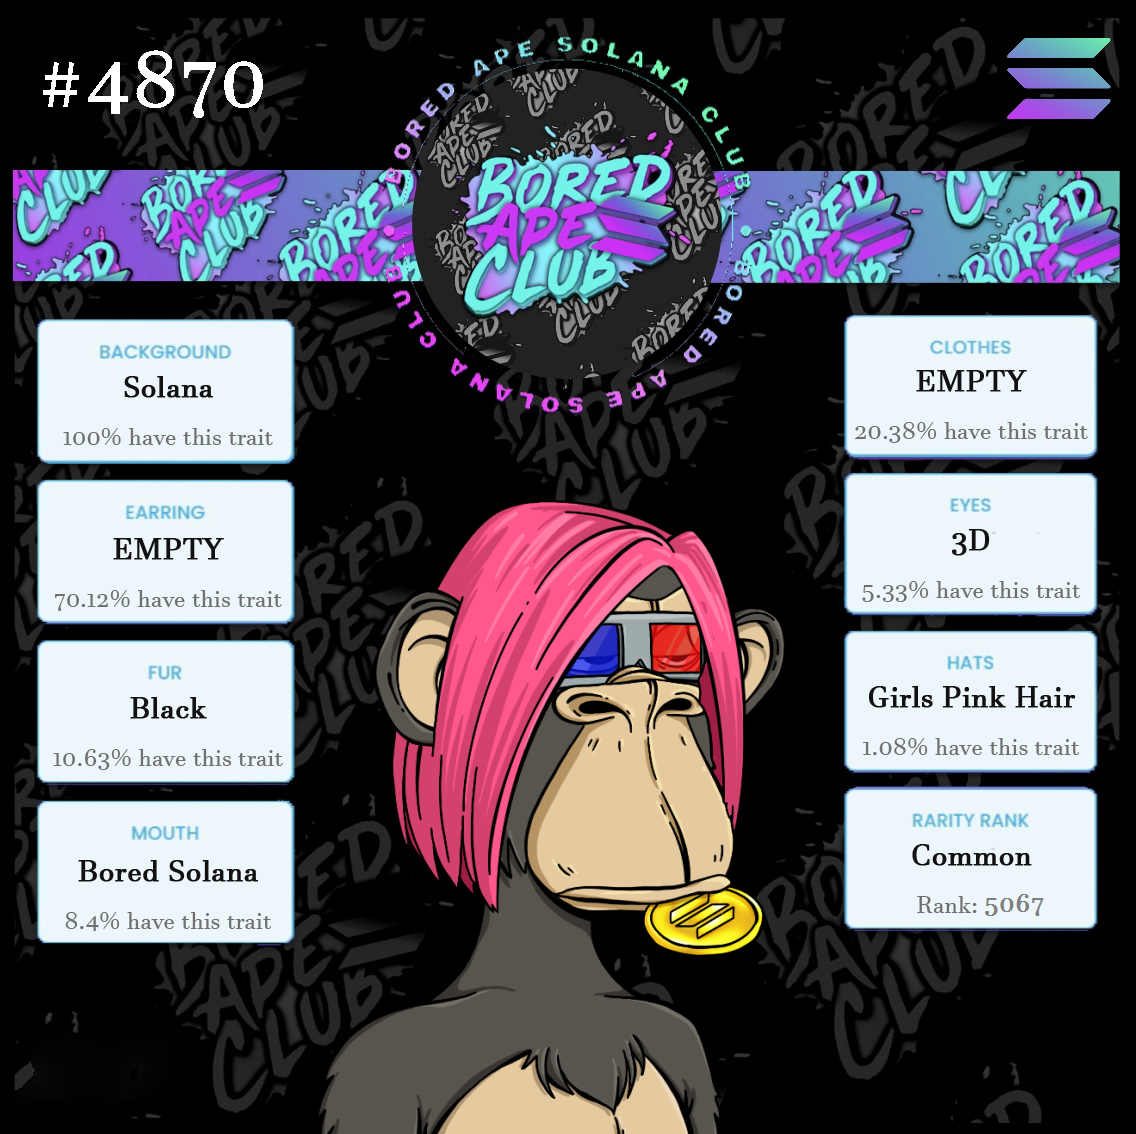 #4870
BORED APE SOLANA CLUB
BORED
APE
CLUB
BORED APE SOLANA CLUB
BACKGROUND
Solana
100% have this trait
EARRING
EMPTY
70.12% have this trait
FUR
Black
10.63% have this trait
MOUTH
Bored Solana
8.4% have this trait
CLOTHES
EMPTY
20.38% have this trait
EYES
3D
5.33% have this trait
HATS
Girls Pink Hair
1.08% have this trait
RARITY RANK
Common
Rank: 5067